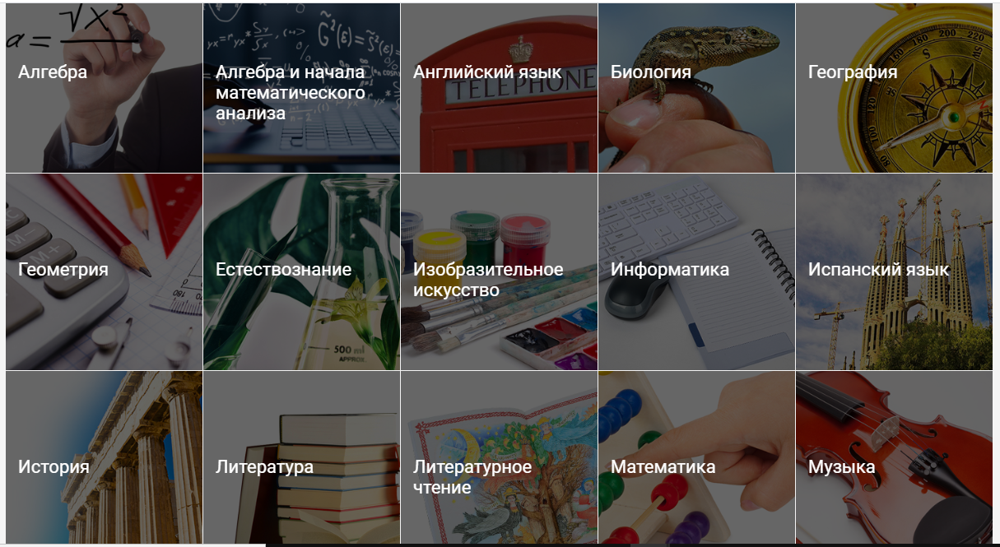 Алгебра
Алгебра и начала
математического
анализа
Английский язык
TELEPHONE
Биология
География
Геометрия
Естествознание
500 ml
APPROX.
Изобразительное
искусство
Информатика
Испанский язык
История
Литература
Литературное
чтение
Математика
Музыка